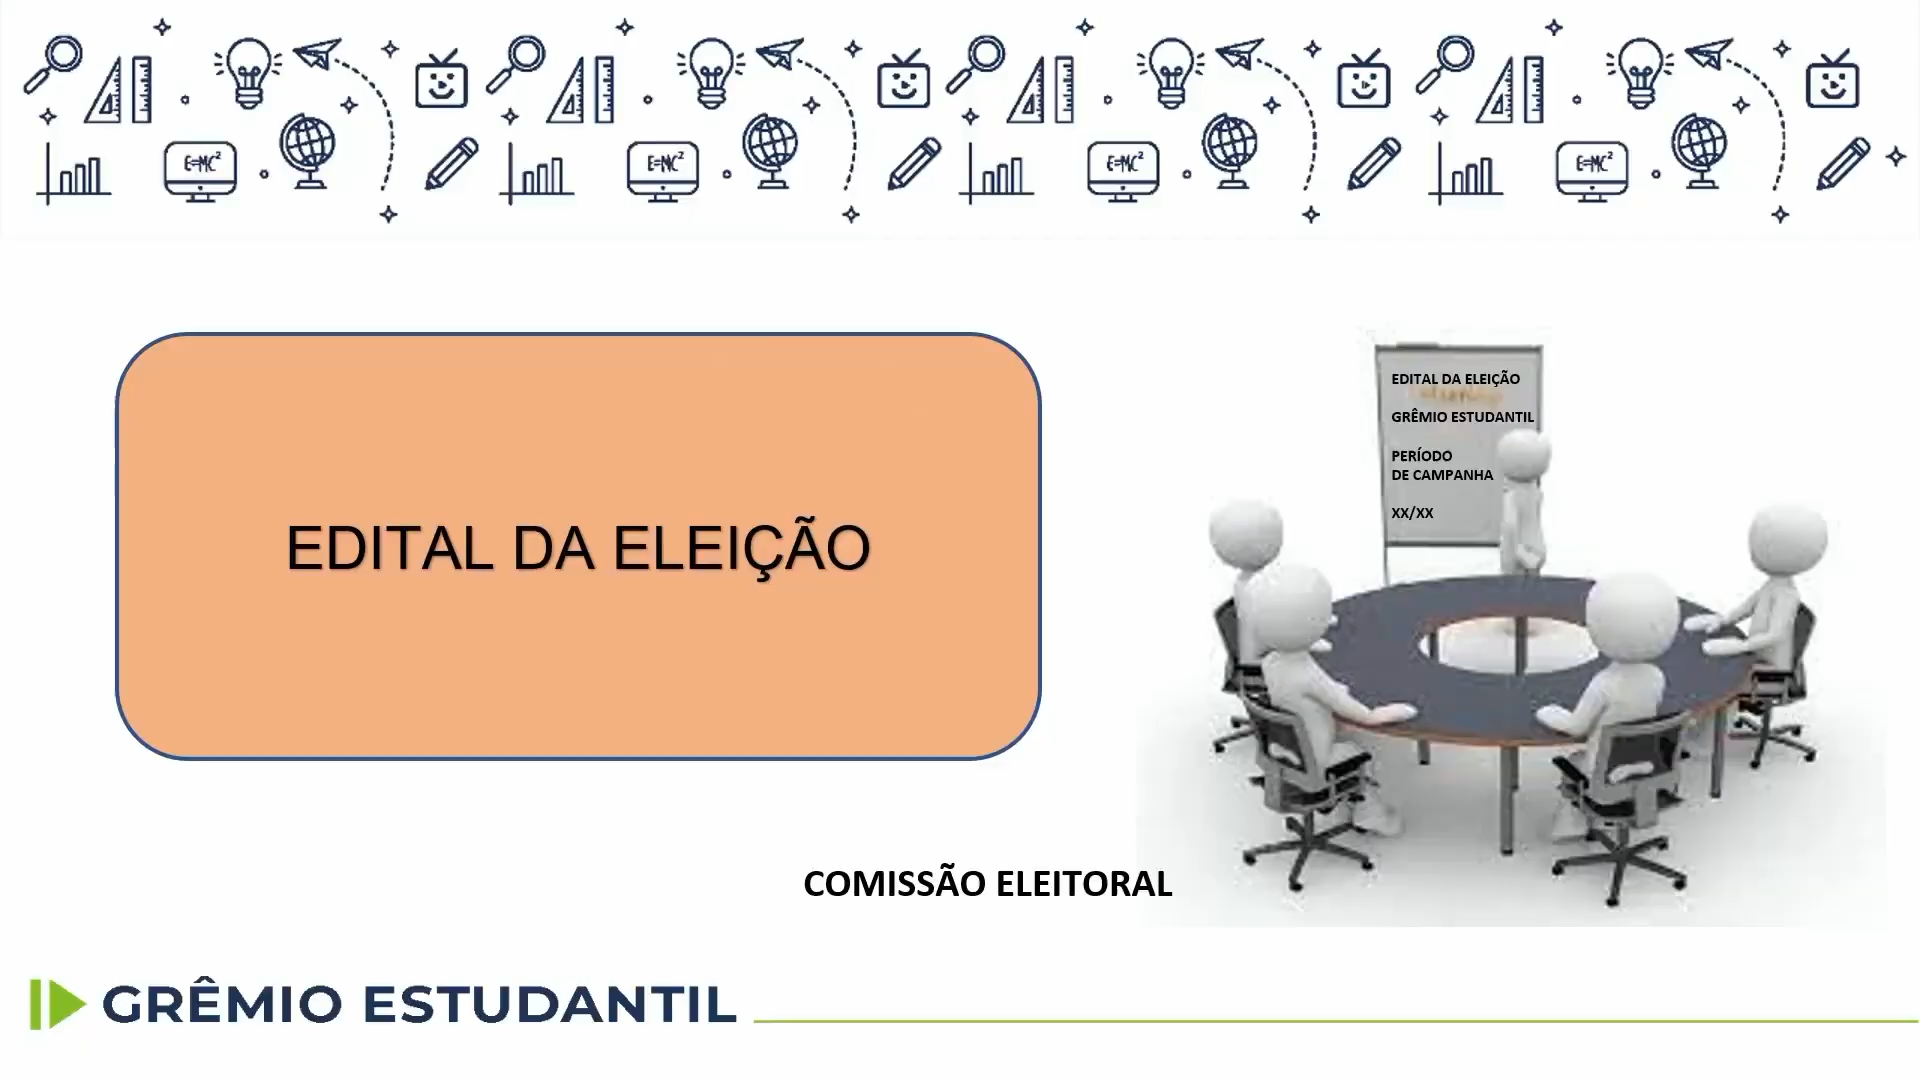 E=MC²
E=MC²
E=MC²
E=MC²
EDITAL DA ELEIÇÃO
EDITAL DA ELEIÇÃO
GRÊMIO ESTUDANTIL
PERÍODO
DE CAMPANHA
XX/XX
COMISSÃO ELEITORAL
GRÊMIO ESTUDANTIL